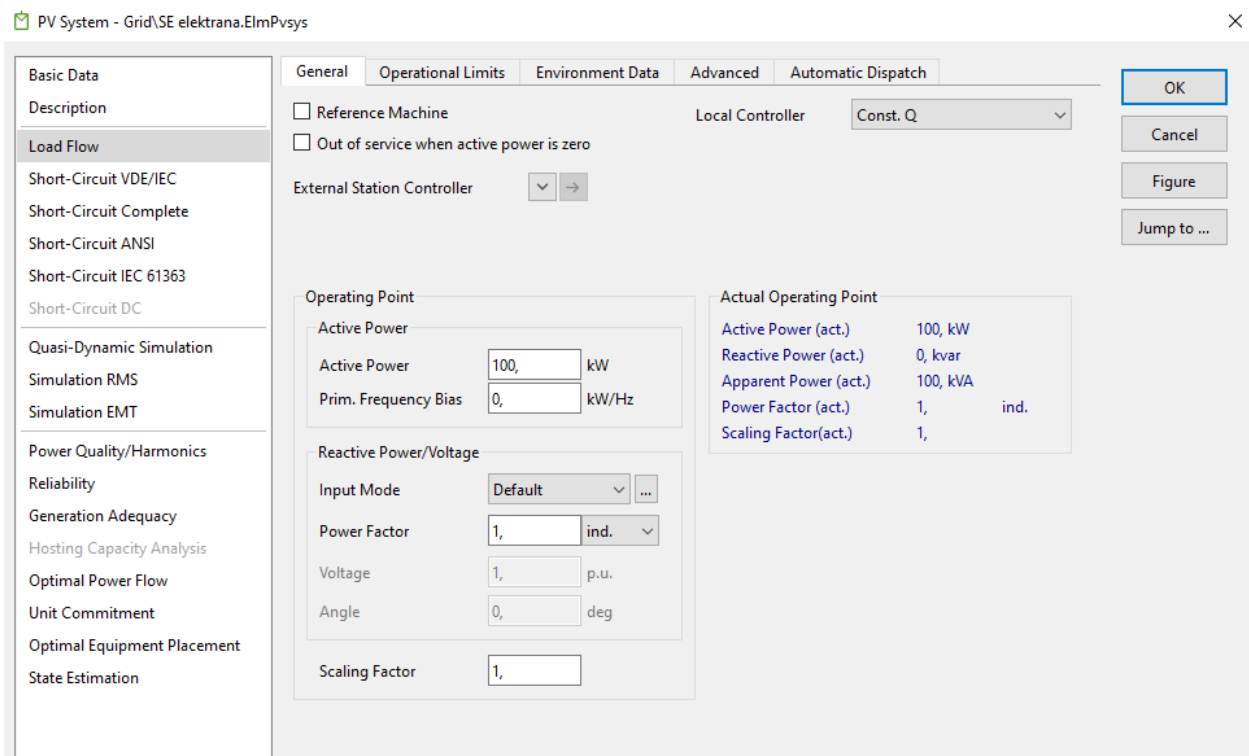 PV System - Grid\SE elektrana.ElmPvsys
Basic Data
Description
Load Flow
Short-Circuit VDE/IEC
Short-Circuit Complete
Short-Circuit ANSI
Short-Circuit IEC 61363
Short-Circuit DC
Quasi-Dynamic Simulation
Simulation RMS
Simulation EMT
Power Quality/Harmonics
Reliability
Generation Adequacy
Hosting Capacity Analysis
Optimal Power Flow
Unit Commitment
Optimal Equipment Placement
State Estimation
General Operational Limits Environment Data Advanced Automatic Dispatch
Reference Machine
Local Controller Const. Q
Out of service when active power is zero
External Station Controller
Operating Point
Active Power
Active Power 100, kW
Prim. Frequency Bias 0, kW/Hz
Reactive Power/Voltage
Input Mode Default ...
Power Factor 1, ind.
Voltage 1, p.u.
Angle 0, deg
Scaling Factor 1,
Actual Operating Point
Active Power (act.) 100, kW
Reactive Power (act.) 0, kvar
Apparent Power (act.) 100, kVA
Power Factor (act.) 1, ind.
Scaling Factor(act.) 1,
OK
Cancel
Figure
Jump to ...